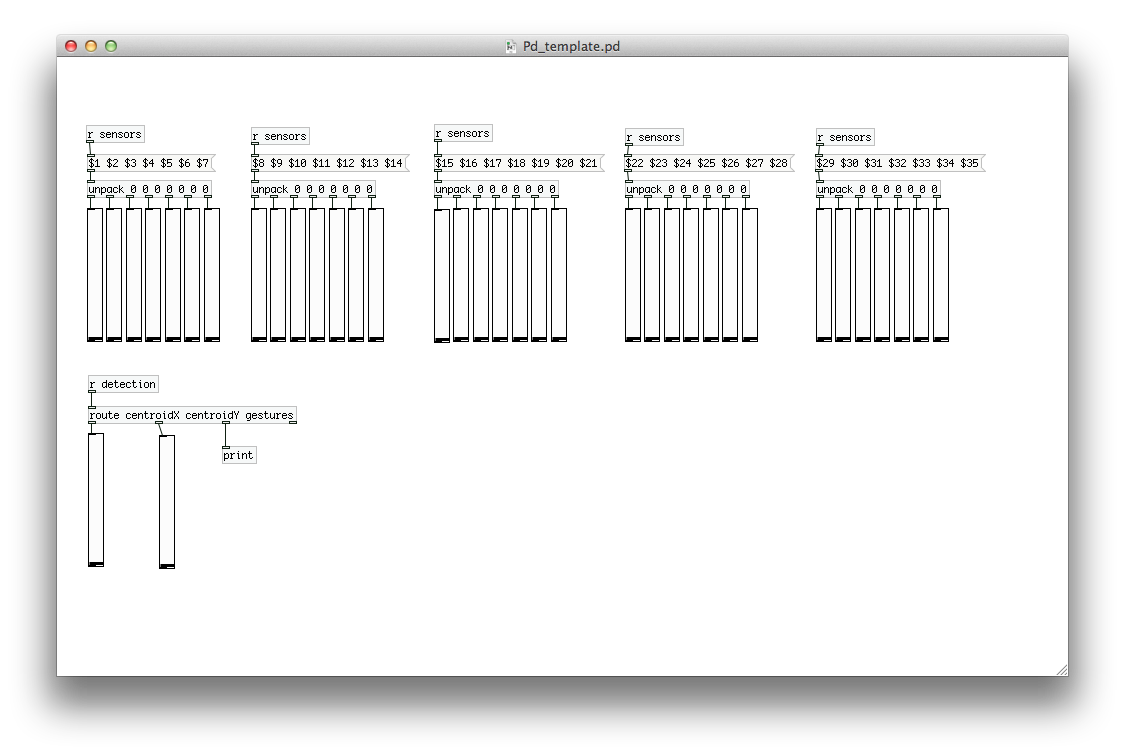 Pd_template.pd
r sensors
$1 $2 $3 $4 $5 $6 $7
unpack 0 0 0 0 0 0 0
r sensors
$8 $9 $10 $11 $12 $13 $14
unpack 0 0 0 0 0 0 0
r sensors
$15 $16 $17 $18 $19 $20 $21
unpack 0 0 0 0 0 0 0
r sensors
$22 $23 $24 $25 $26 $27 $28
unpack 0 0 0 0 0 0 0
r sensors
$29 $30 $31 $32 $33 $34 $35
unpack 0 0 0 0 0 0 0
r detection
route centroidX centroidY gestures
print